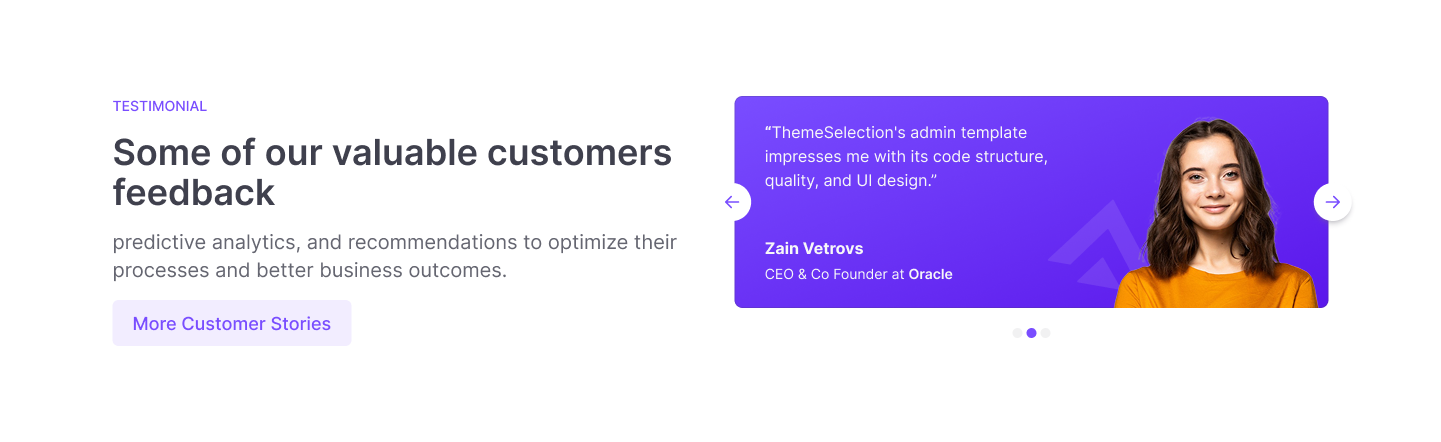 TESTIMONIAL
Some of our valuable customers
feedback
predictive analytics, and recommendations to optimize their
processes and better business outcomes.
More Customer Stories
“ThemeSelection's admin template
impresses me with its code structure,
quality, and UI design.”
Zain Vetrovs
CEO & Co Founder at Oracle